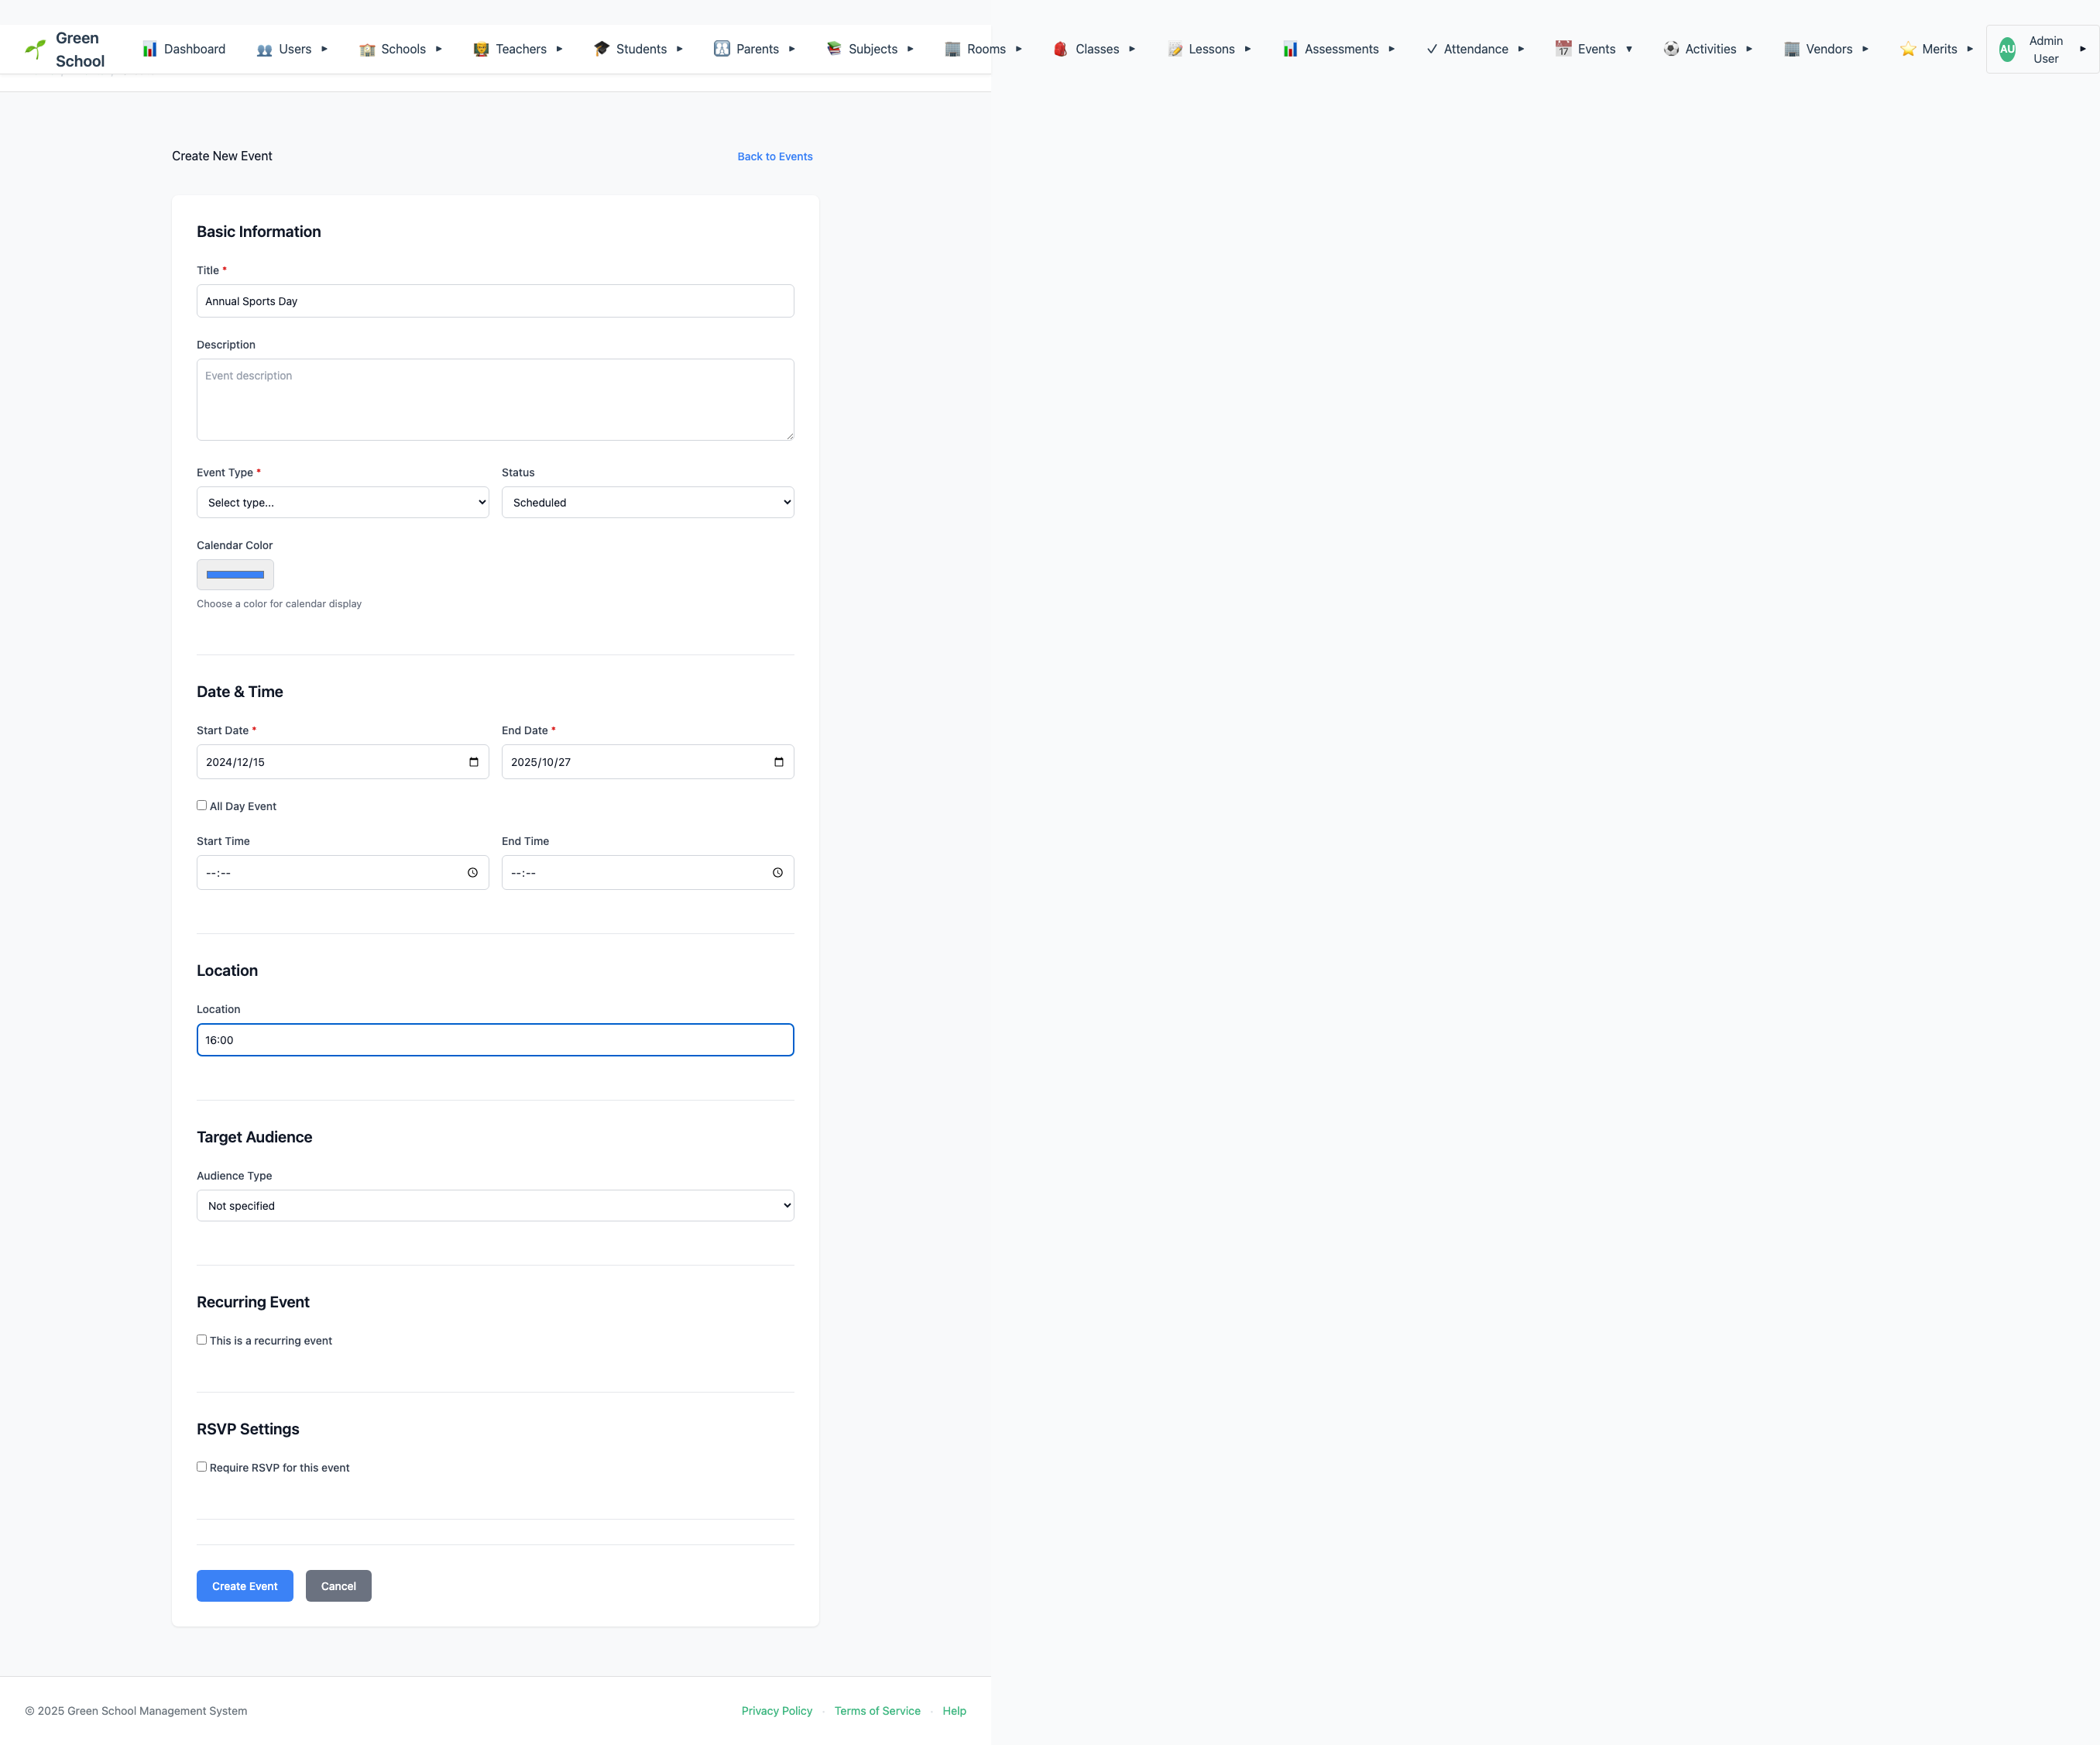 Green School
Dashboard
Users ▸
Schools ▸
Teachers ▸
Students ▸
Parents ▸
Subjects ▸
Rooms ▸
Classes ▸
Lessons ▸
Assessments ▸
✓ Attendance ▸
Events ▾
Activities ▸
Vendors ▸
Merits ▸
AU Admin User ▸
Create New Event
Back to Events
Basic Information
Title *
Annual Sports Day
Description
Event description
Event Type * Status
Select type... Scheduled
Calendar Color
Choose a color for calendar display
Date & Time
Start Date * End Date *
2024/12/15 2025/10/27
All Day Event
Start Time End Time
--:-- --:--
Location
Location
16:00
Target Audience
Audience Type
Not specified
Recurring Event
This is a recurring event
RSVP Settings
Require RSVP for this event
Create Event Cancel
© 2025 Green School Management System
Privacy Policy · Terms of Service · Help